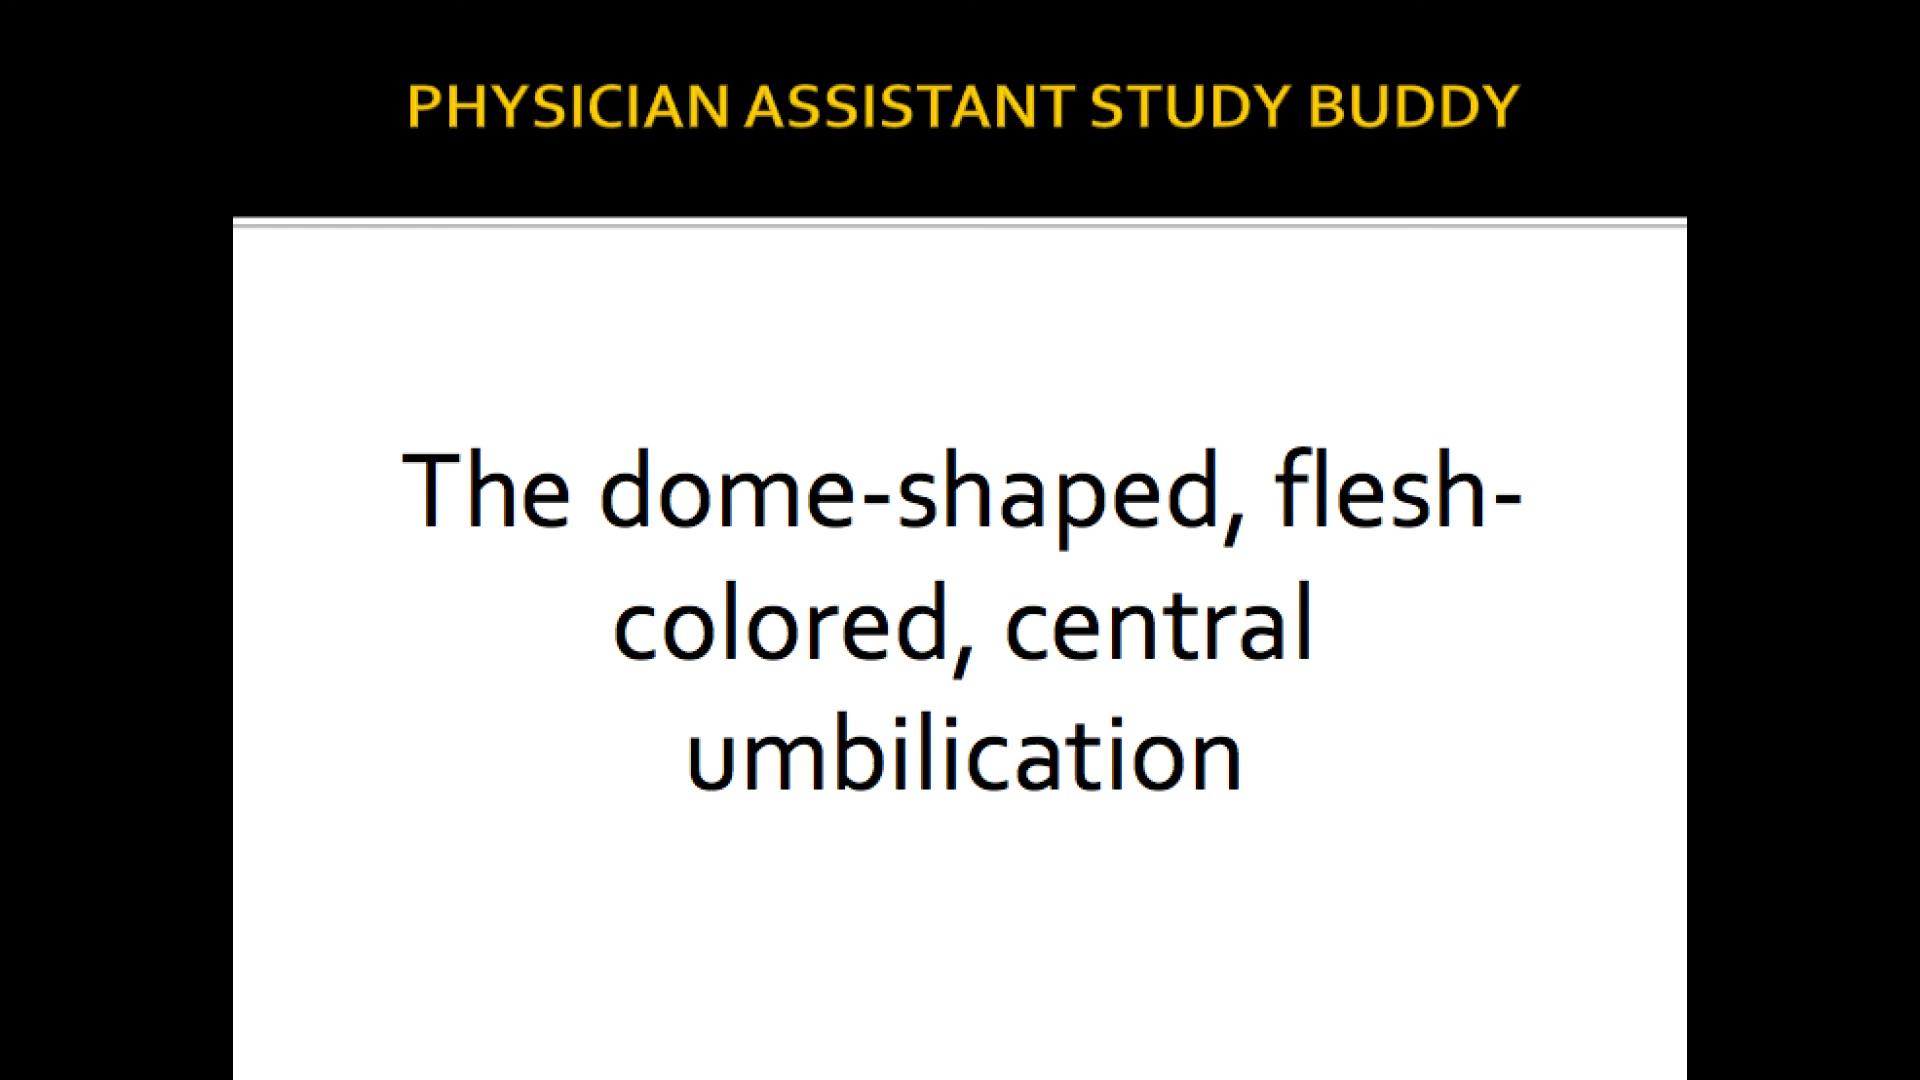 PHYSICIAN ASSISTANT STUDY BUDDY
The dome-shaped, flesh-
colored, central
umbilication